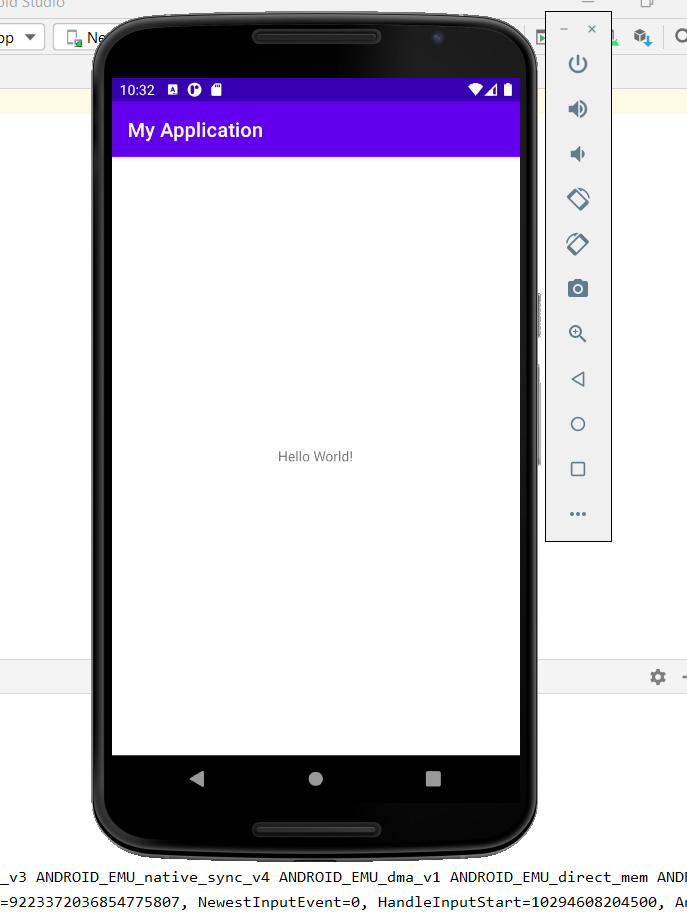 oid Studio
op
Ne
10:32
My Application
Hello World!
_v3 ANDROID_EMU_native_sync_v4 ANDROID_EMU_dma_v1 ANDROID_EMU_direct_mem ANDR
=9223372036854775807, NewestInputEvent=0, HandleInputStart=10294608204500, An